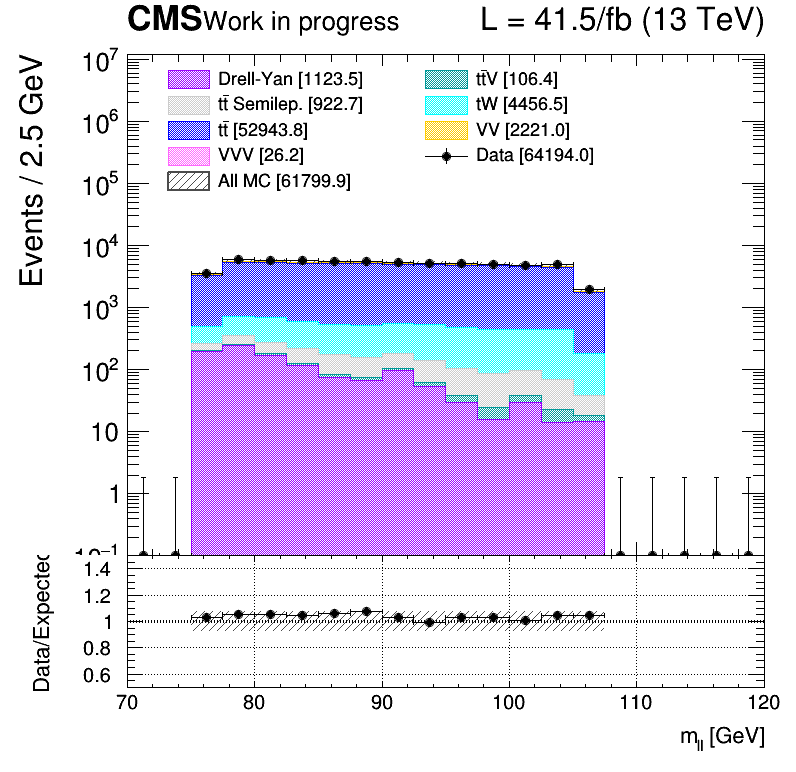 CMS Work in progress L = 41.5/fb (13 TeV)
Events / 2.5 GeV
10⁷
10⁶
10⁵
10⁴
10³
10²
10
1
10⁻¹
Drell-Yan [1123.5]
tt̄ Semilep. [922.7]
tt̄ [52943.8]
VVV [26.2]
All MC [61799.9]
tt̄V [106.4]
tW [4456.5]
VV [2221.0]
Data [64194.0]
Data/Expected
1.4
1.2
1
0.8
0.6
70 80 90 100 110 120
m_ll [GeV]